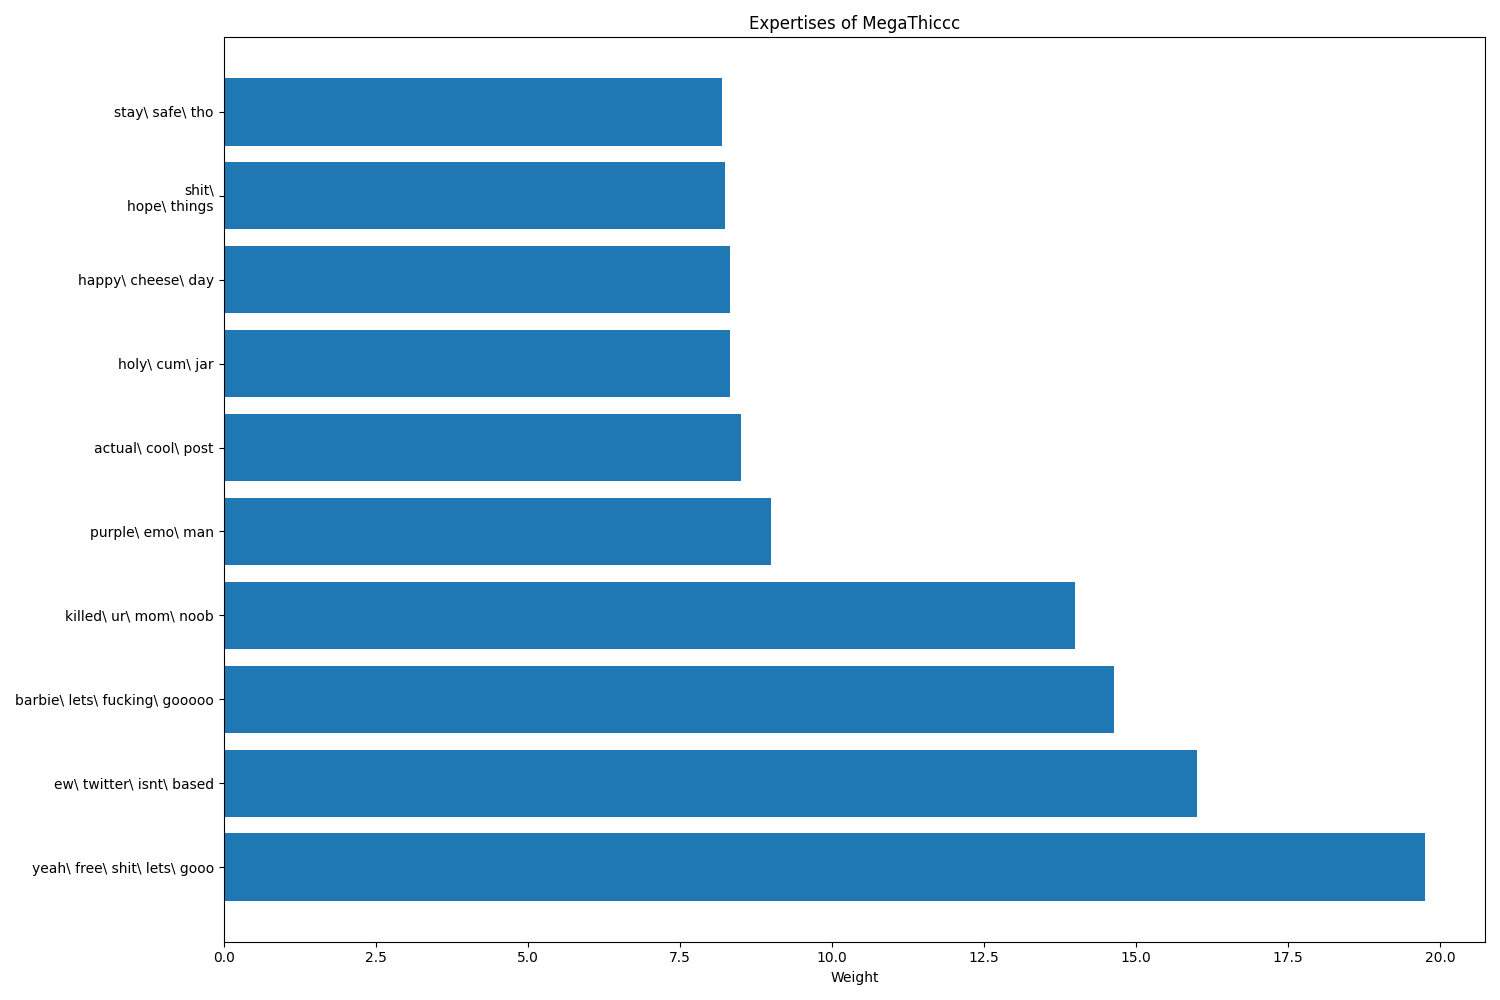 Expertises of MegaThiccc
stay\ safe\ tho
shit\
hope\ things
happy\ cheese\ day
holy\ cum\ jar
actual\ cool\ post
purple\ emo\ man
killed\ ur\ mom\ noob
barbie\ lets\ fucking\ gooooo
ew\ twitter\ isnt\ based
yeah\ free\ shit\ lets\ gooo
0.0 2.5 5.0 7.5 10.0 12.5 15.0 17.5 20.0
Weight